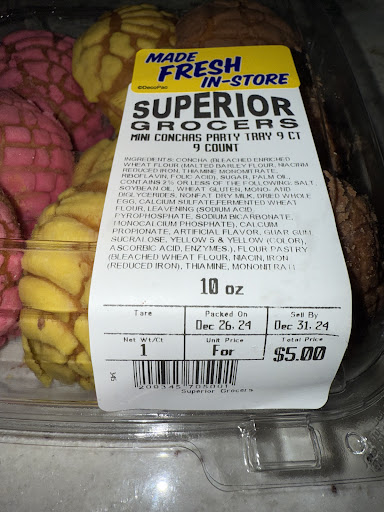 MADE
FRESH
IN-STORE
©DecoPac
SUPERIOR
GROCERS
MINI CONCHAS PARTY TRAY 9 CT
9 COUNT
INGREDIENTS: CONCHA (BLEACHED ENRICHED
WHEAT FLOUR (MALTED BARLEY FLOUR, NIACIN,
REDUCED IRON, THIAMINE MONONITRATE,
RIBOFLAVIN, FOLIC ACID), SUGAR, PALM OIL,
CONTAINS 2% OR LESS OF THE FOLLOWING: SALT,
SOYBEAN OIL, WHEAT GLUTEN, MONO- AND
DIGLYCERIDES, NONFAT DRY MILK, DRIED WHOLE
EGG, CALCIUM SULFATE, FERMENTED WHEAT
FLOUR, LEAVENING (SODIUM ACID
PYROPHOSPHATE, SODIUM BICARBONATE,
MONOCALCIUM PHOSPHATE), CALCIUM
PROPIONATE, ARTIFICIAL FLAVOR, GUAR GUM,
SUCRALOSE, YELLOW 5 & YELLOW (COLOR),
ASCORBIC ACID, ENZYMES.), FLOUR PASTRY
(BLEACHED WHEAT FLOUR, NIACIN, IRON
(REDUCED IRON), THIAMINE, MONONITRATE
10 oz
Tare Packed On Sell By
Dec 26, 24 Dec 31, 24
Net Wt/Ct Unit Price Total Price
1 For $5.00
200345 705001
Superior Grocers